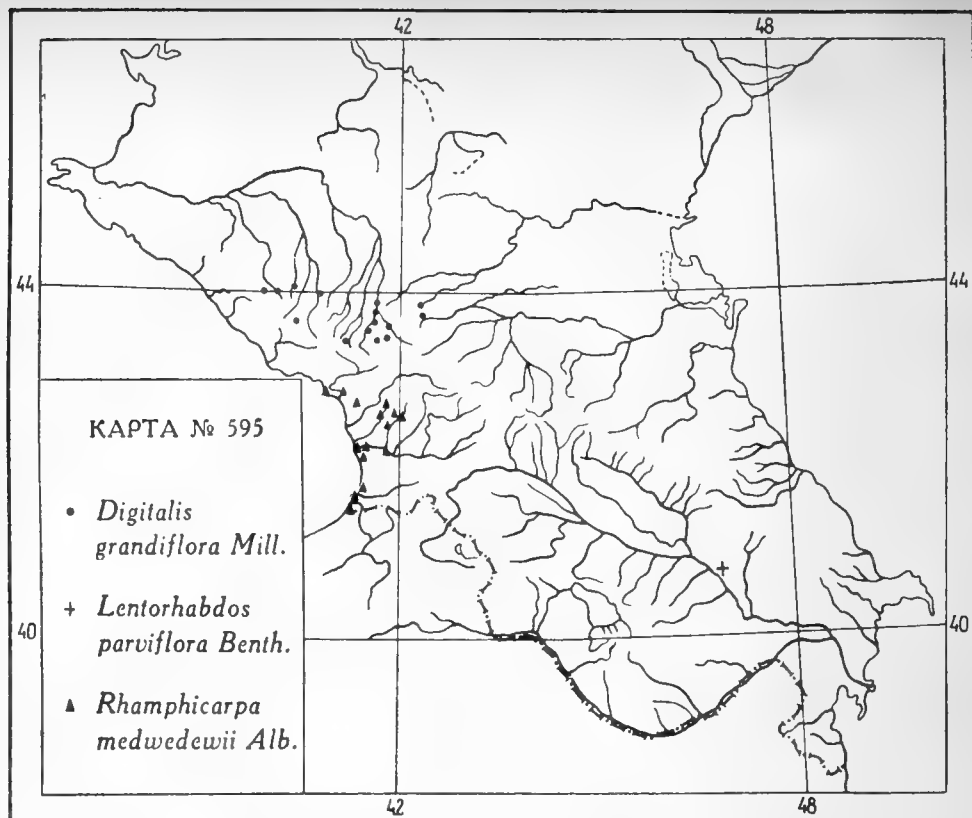 42 48
44 44
КАРТА № 595
Digitalis
grandiflora Mill.
Lentorhabdos
parviflora Benth.
40 40
Rhamphicarpa
medwedewii Alb.
42 48